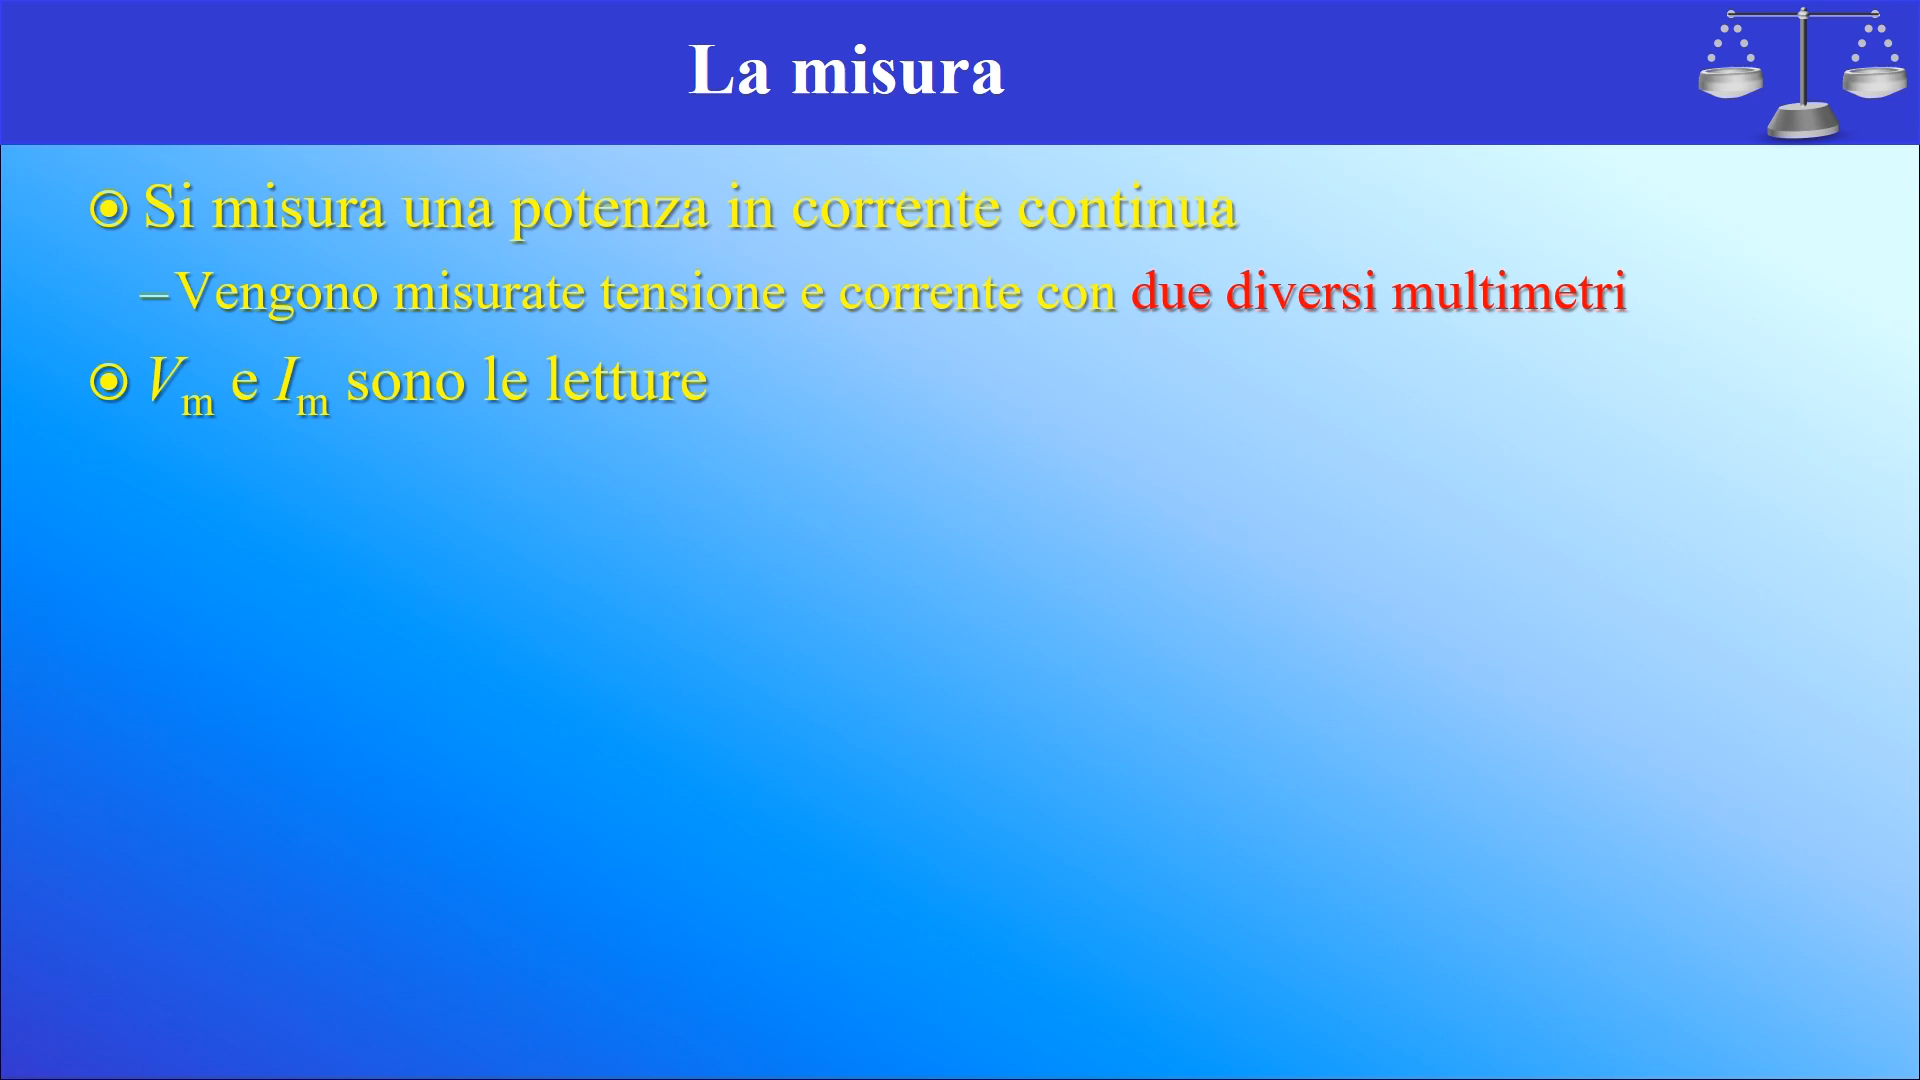 La misura
Si misura una potenza in corrente continua
–Vengono misurate tensione e corrente con due diversi multimetri
Vm e Im sono le letture